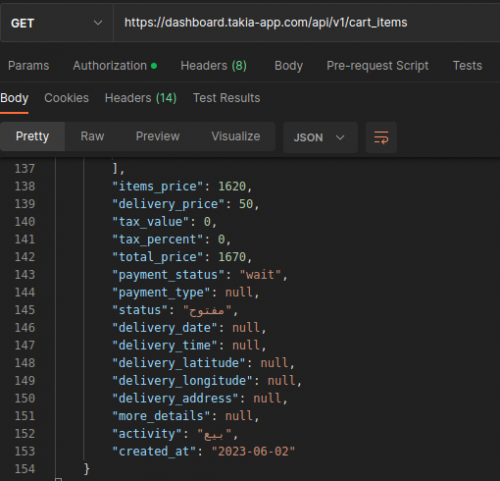 GET https://dashboard.takia-app.com/api/v1/cart_items
Params Authorization Headers (8) Body Pre-request Script Tests
Body Cookies Headers (14) Test Results
Pretty Raw Preview Visualize JSON
137 ],
138 "items_price": 1620,
139 "delivery_price": 50,
140 "tax_value": 0,
141 "tax_percent": 0,
142 "total_price": 1670,
143 "payment_status": "wait",
144 "payment_type": null,
145 "status": "مفتوح",
146 "delivery_date": null,
147 "delivery_time": null,
148 "delivery_latitude": null,
149 "delivery_longitude": null,
150 "delivery_address": null,
151 "more_details": null,
152 "activity": "بيع",
153 "created_at": "2023-06-02"
154 }